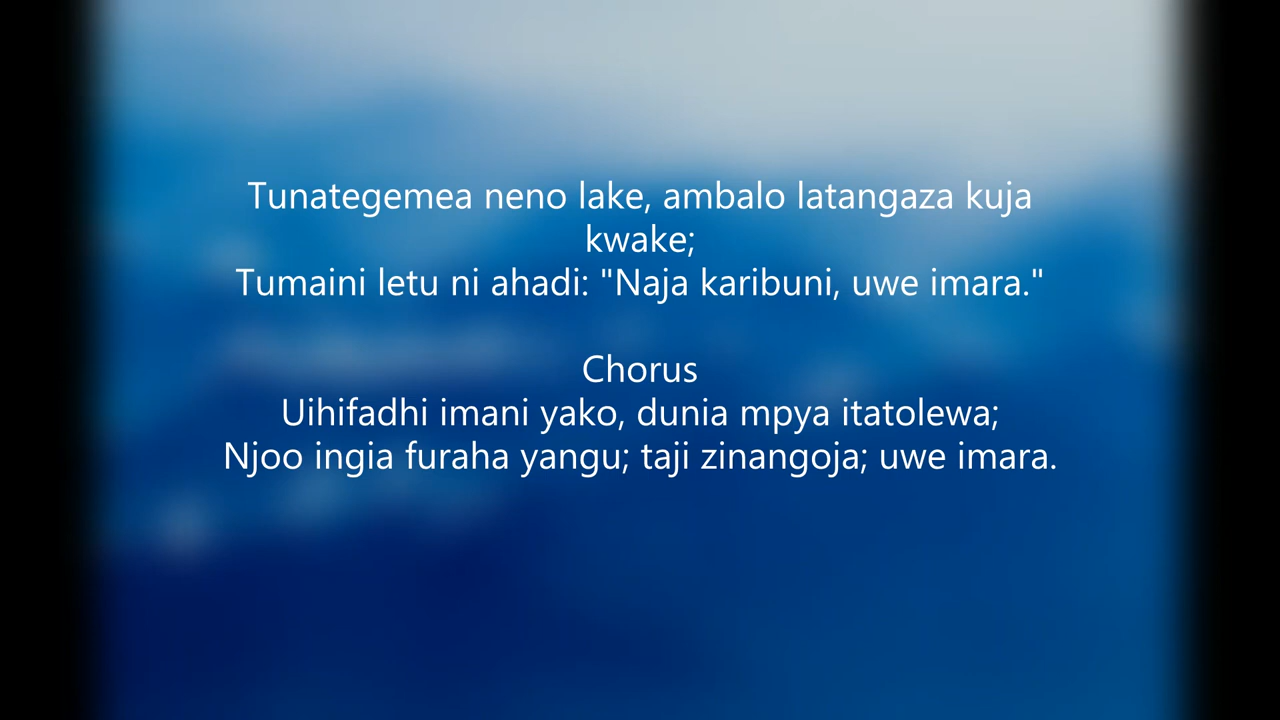 Tunategemea neno lake, ambalo latangaza kuja
kwake;
Tumaini letu ni ahadi: "Naja karibuni, uwe imara."
Chorus
Uihifadhi imani yako, dunia mpya itatolewa;
Njoo ingia furaha yangu; taji zinangoja; uwe imara.